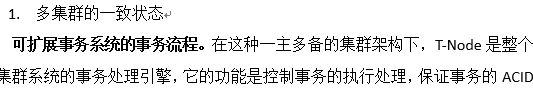 1. 多集群的一致状态
可扩展事务系统的事务流程。在这种一主多备的集群架构下，T-Node 是整个
集群系统的事务处理引擎，它的功能是控制事务的执行处理，保证事务的 ACID